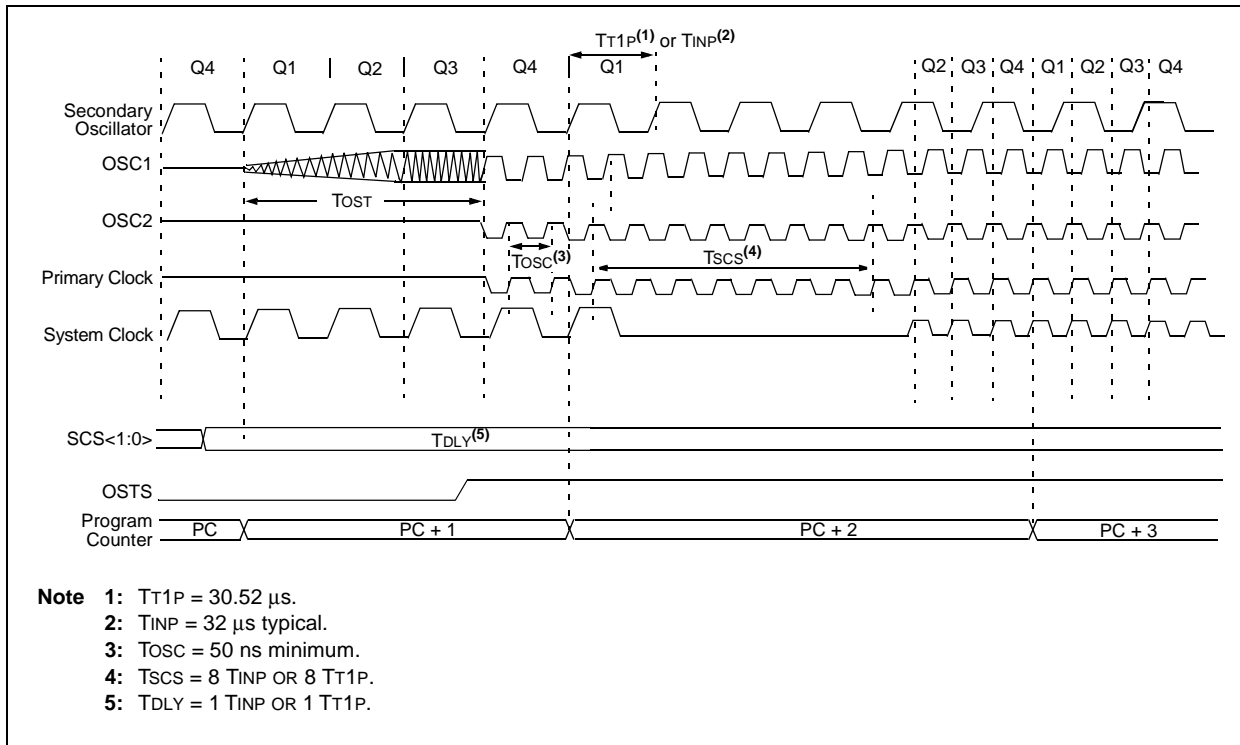 TT1P(1) or TINP(2)
Q4 Q1 Q2 Q3 Q4 Q1 Q2 Q3 Q4 Q1 Q2 Q3 Q4
Secondary
Oscillator
OSC1
TOST
OSC2
TOSC(3)
TSCS(4)
Primary Clock
System Clock
SCS<1:0>
TDLY(5)
OSTS
Program
Counter
PC PC + 1 PC + 2 PC + 3
Note 1: TT1P = 30.52 μs.
2: TINP = 32 μs typical.
3: TOSC = 50 ns minimum.
4: TSCS = 8 TINP OR 8 TT1P.
5: TDLY = 1 TINP OR 1 TT1P.